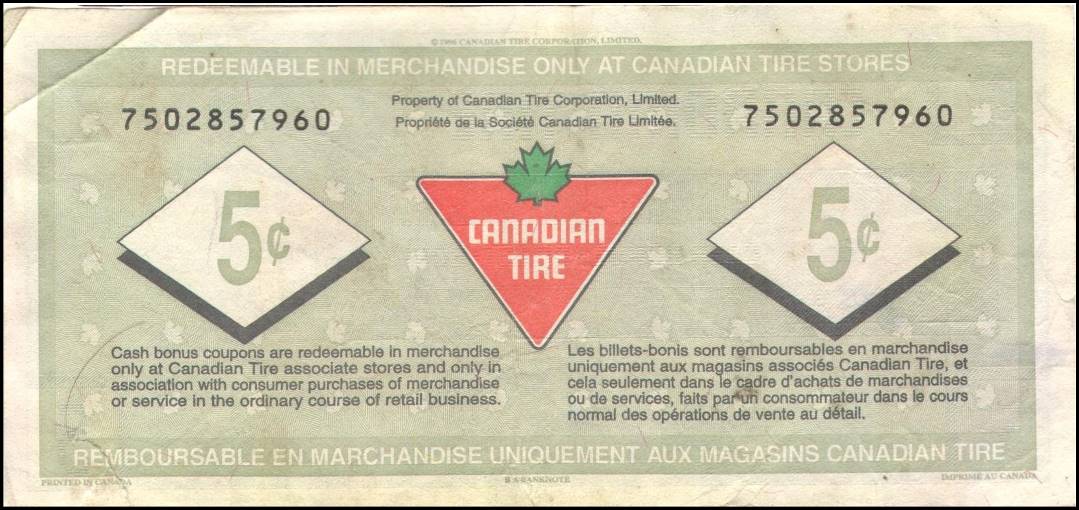 © 1996 CANADIAN TIRE CORPORATION, LIMITED.
REDEEMABLE IN MERCHANDISE ONLY AT CANADIAN TIRE STORES
7502857960
Property of Canadian Tire Corporation, Limited.
Propriété de la Société Canadian Tire Limitée.
7502857960
5¢
CANADIAN
TIRE
5¢
Cash bonus coupons are redeemable in merchandise
only at Canadian Tire associate stores and only in
association with consumer purchases of merchandise
or service in the ordinary course of retail business.
Les billets-bonis sont remboursables en marchandise
uniquement aux magasins associés Canadian Tire, et
cela seulement dans le cadre d'achats de marchandises
ou de services, faits par un consommateur dans le cours
normal des opérations de vente au détail.
REMBOURSABLE EN MARCHANDISE UNIQUEMENT AUX MAGASINS CANADIAN TIRE
PRINTED IN CANADA
BA BANKNOTE
IMPRIMÉ AU CANADA